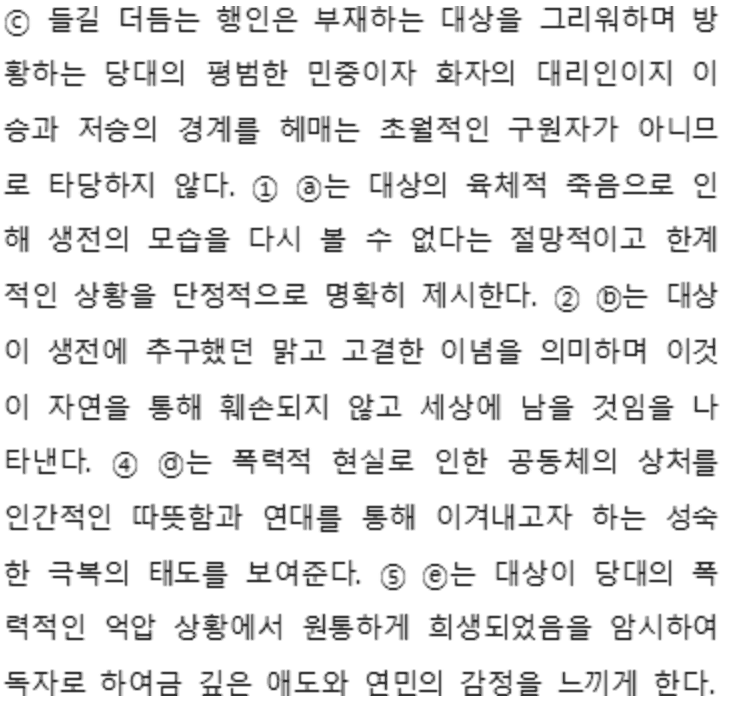 ⓒ 들길 더듬는 행인은 부재하는 대상을 그리워하며 방
황하는 당대의 평범한 민중이자 화자의 대리인이지 이
승과 저승의 경계를 헤매는 초월적인 구원자가 아니므
로 타당하지 않다. ① ⓐ는 대상의 육체적 죽음으로 인
해 생전의 모습을 다시 볼 수 없다는 절망적이고 한계
적인 상황을 단정적으로 명확히 제시한다. ② ⓑ는 대상
이 생전에 추구했던 맑고 고결한 이념을 의미하며 이것
이 자연을 통해 훼손되지 않고 세상에 남을 것임을 나
타낸다. ④ ⓓ는 폭력적 현실로 인한 공동체의 상처를
인간적인 따뜻함과 연대를 통해 이겨내고자 하는 성숙
한 극복의 태도를 보여준다. ⑤ ⓔ는 대상이 당대의 폭
력적인 억압 상황에서 원통하게 희생되었음을 암시하여
독자로 하여금 깊은 애도와 연민의 감정을 느끼게 한다.